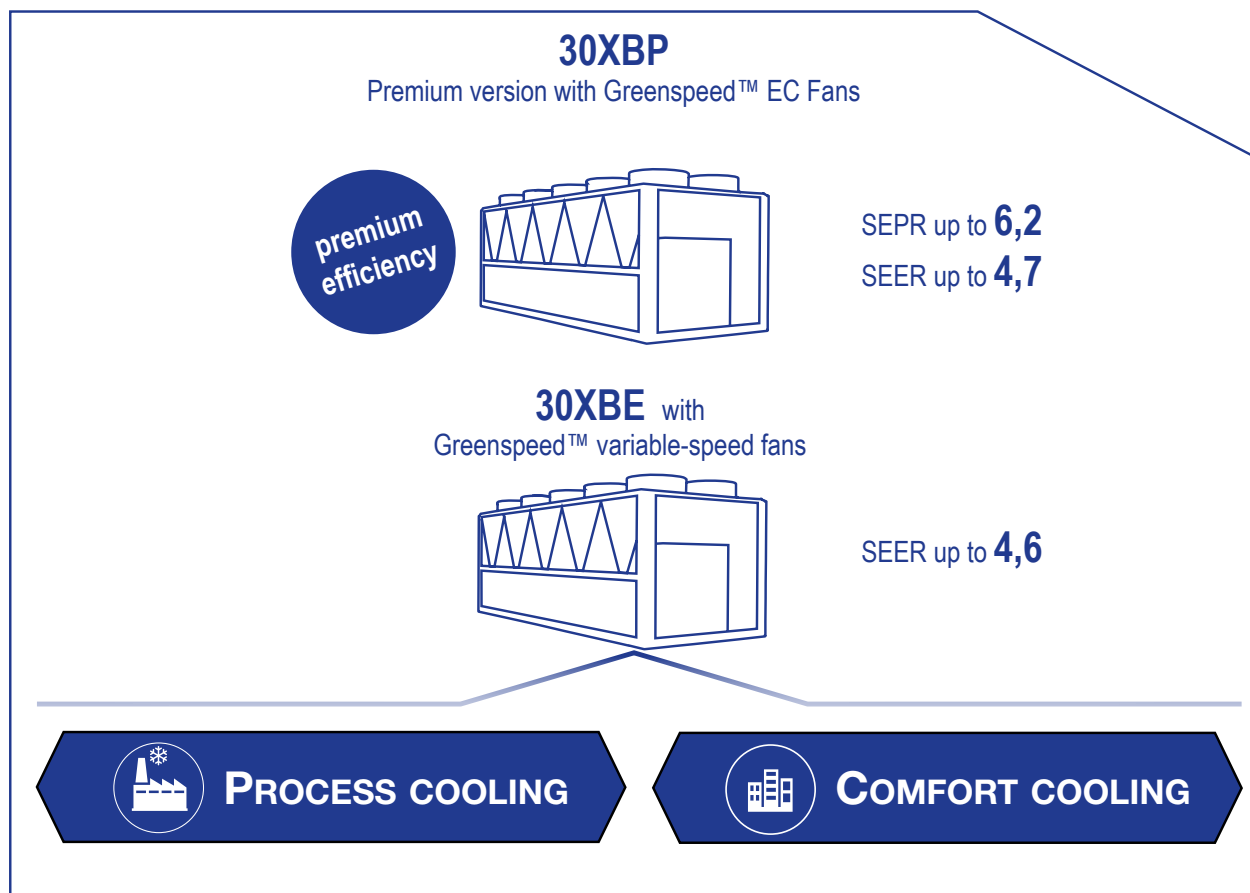 30XBP
Premium version with Greenspeed™ EC Fans
premium
efficiency
SEPR up to 6,2
SEER up to 4,7
30XBE with
Greenspeed™ variable-speed fans
SEER up to 4,6
PROCESS COOLING
COMFORT COOLING